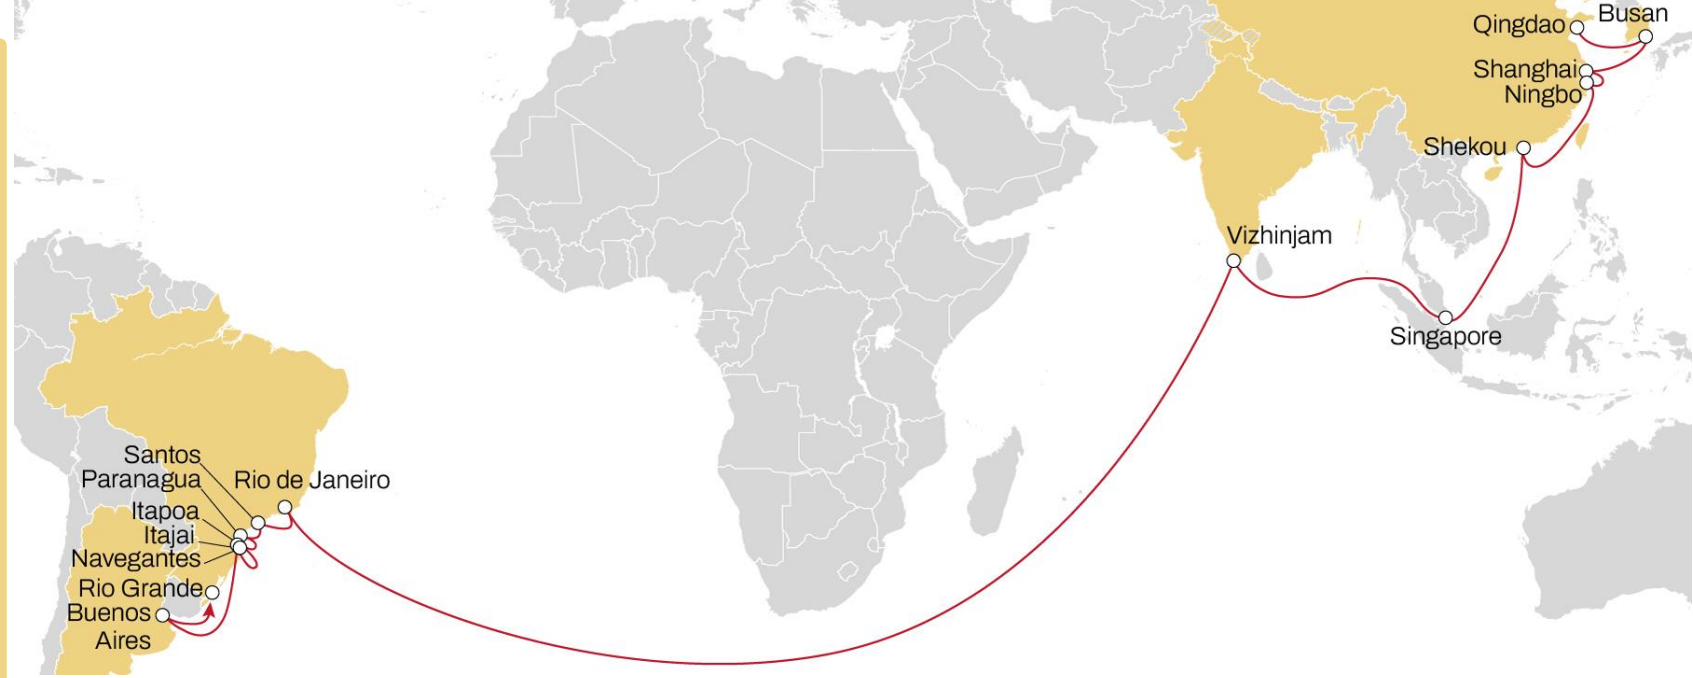 Busan
Qingdao
Shanghai
Ningbo
Shekou
Vizhinjam
Singapore
Santos
Paranagua
Rio de Janeiro
Itapoa
Itajai
Navegantes
Rio Grande
Buenos
Aires